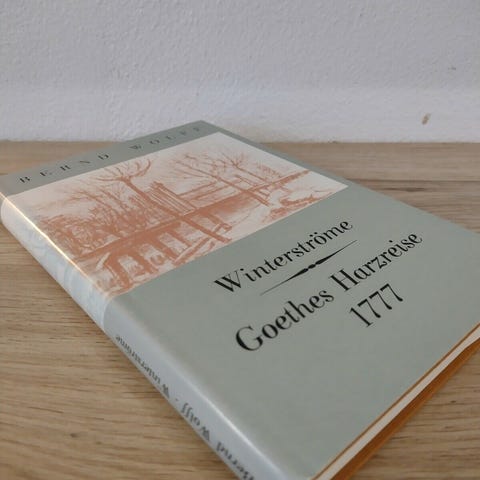 BERND WOLFF
Winterströme
Goethes Harzreise
1777
Bernd Wolff · Winterströme